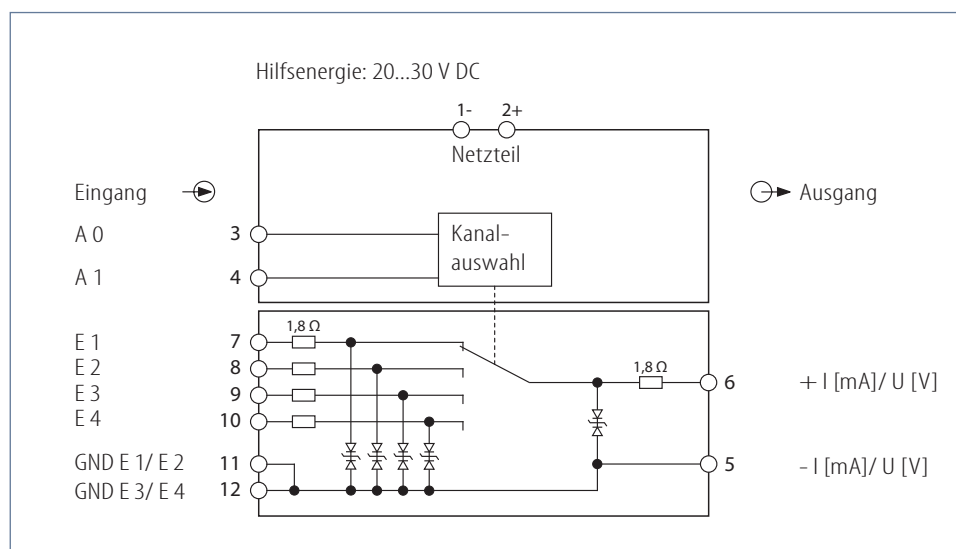 Hilfsenergie: 20...30 V DC
1- 2+
Netzteil
Eingang
Ausgang
A 0 3
Kanal-
auswahl
A 1 4
E 1 7 1,8 Ω
E 2 8
E 3 9
E 4 10
1,8 Ω
6 + I [mA]/ U [V]
GND E 1/ E 2 11
5 - I [mA]/ U [V]
GND E 3/ E 4 12